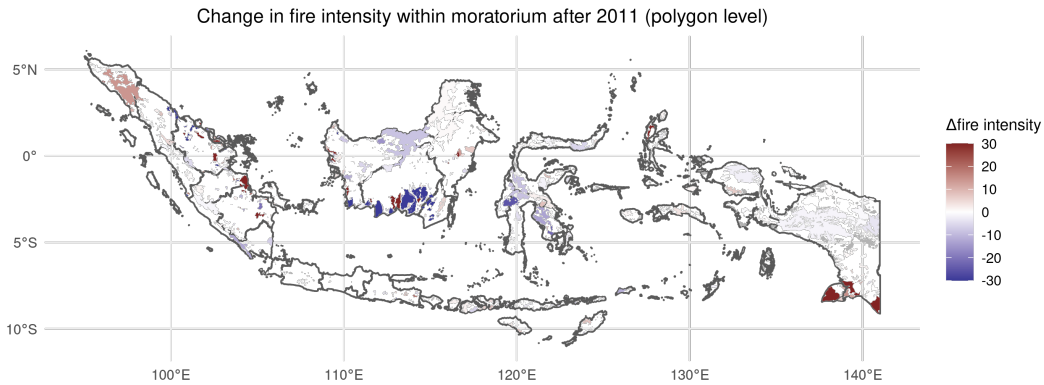 Change in fire intensity within moratorium after 2011 (polygon level)
5°N
0°
5°S
10°S
100°E
110°E
120°E
130°E
140°E
Δfire intensity
30
20
10
0
-10
-20
-30